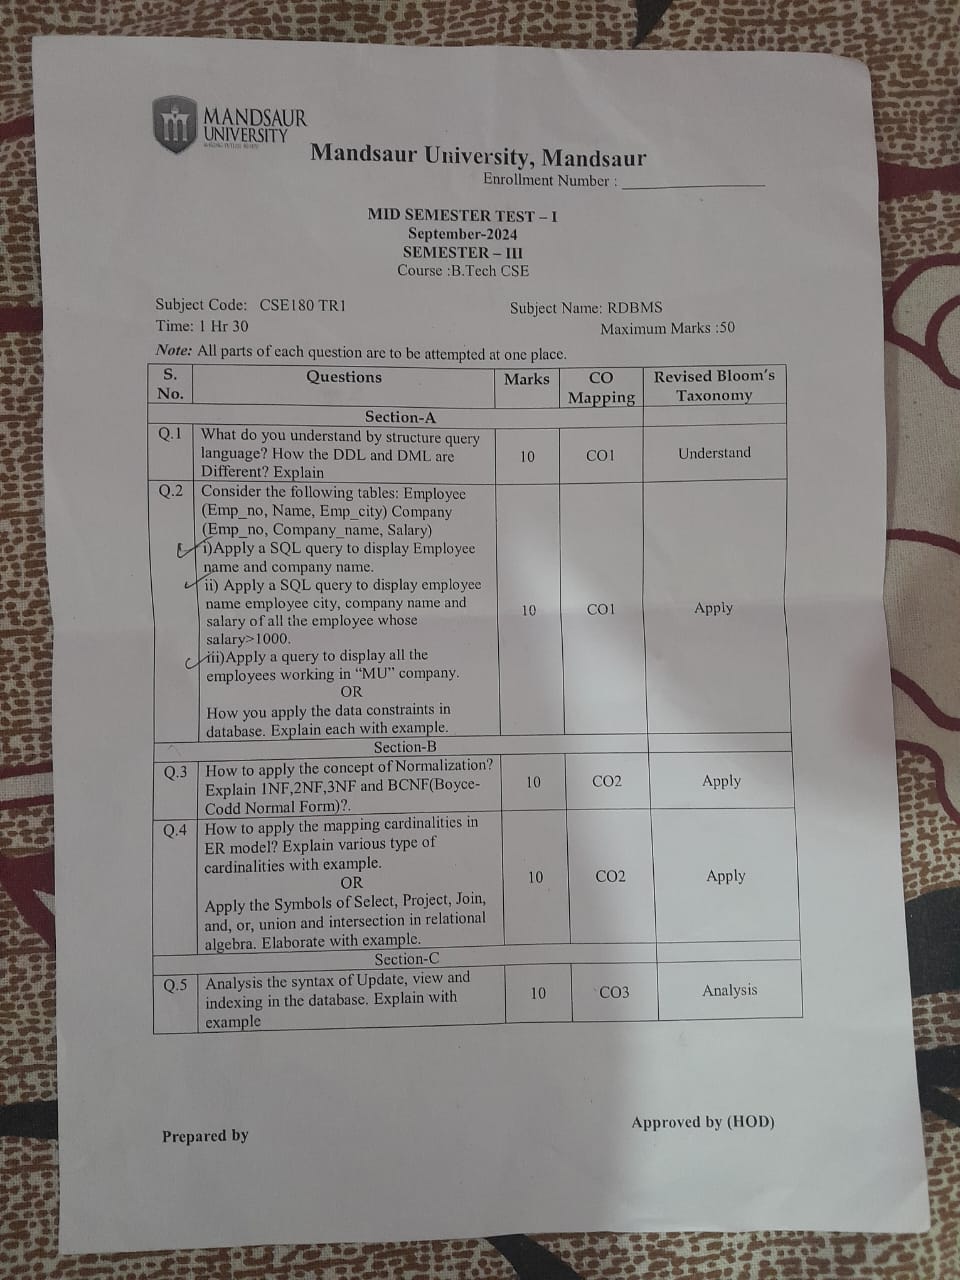 MANDSAUR
UNIVERSITY
Mandsaur University, Mandsaur
Enrollment Number : ______________
MID SEMESTER TEST – I
September-2024
SEMESTER – III
Course :B.Tech CSE
Subject Code: CSE180 TR1 Subject Name: RDBMS
Time: 1 Hr 30 Maximum Marks :50
Note: All parts of each question are to be attempted at one place.
S. No. Questions Marks CO Mapping Revised Bloom's Taxonomy
Section-A
Q.1 What do you understand by structure query
language? How the DDL and DML are
Different? Explain
10 CO1 Understand
Q.2 Consider the following tables: Employee
(Emp_no, Name, Emp_city) Company
(Emp_no, Company_name, Salary)
i)Apply a SQL query to display Employee
name and company name.
ii) Apply a SQL query to display employee
name employee city, company name and
salary of all the employee whose
salary>1000.
iii)Apply a query to display all the
employees working in “MU” company.
OR
How you apply the data constraints in
database. Explain each with example.
10 CO1 Apply
Section-B
Q.3 How to apply the concept of Normalization?
Explain 1NF,2NF,3NF and BCNF(Boyce-
Codd Normal Form)?.
10 CO2 Apply
Q.4 How to apply the mapping cardinalities in
ER model? Explain various type of
cardinalities with example.
OR
Apply the Symbols of Select, Project, Join,
and, or, union and intersection in relational
algebra. Elaborate with example.
10 CO2 Apply
Section-C
Q.5 Analysis the syntax of Update, view and
indexing in the database. Explain with
example
10 CO3 Analysis
Prepared by Approved by (HOD)